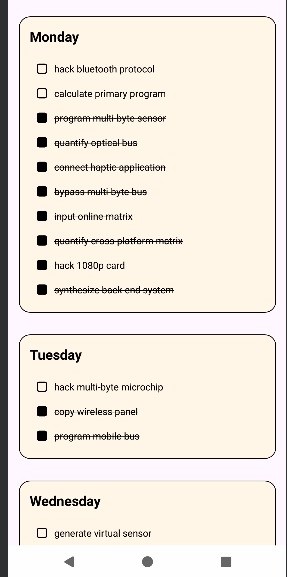 Monday
hack bluetooth protocol
calculate primary program
program multi-byte sensor
quantify optical bus
connect haptic application
bypass multi-byte bus
input online matrix
quantify cross-platform matrix
hack 1080p card
synthesize back-end system
Tuesday
hack multi-byte microchip
copy wireless panel
program mobile bus
Wednesday
generate virtual sensor